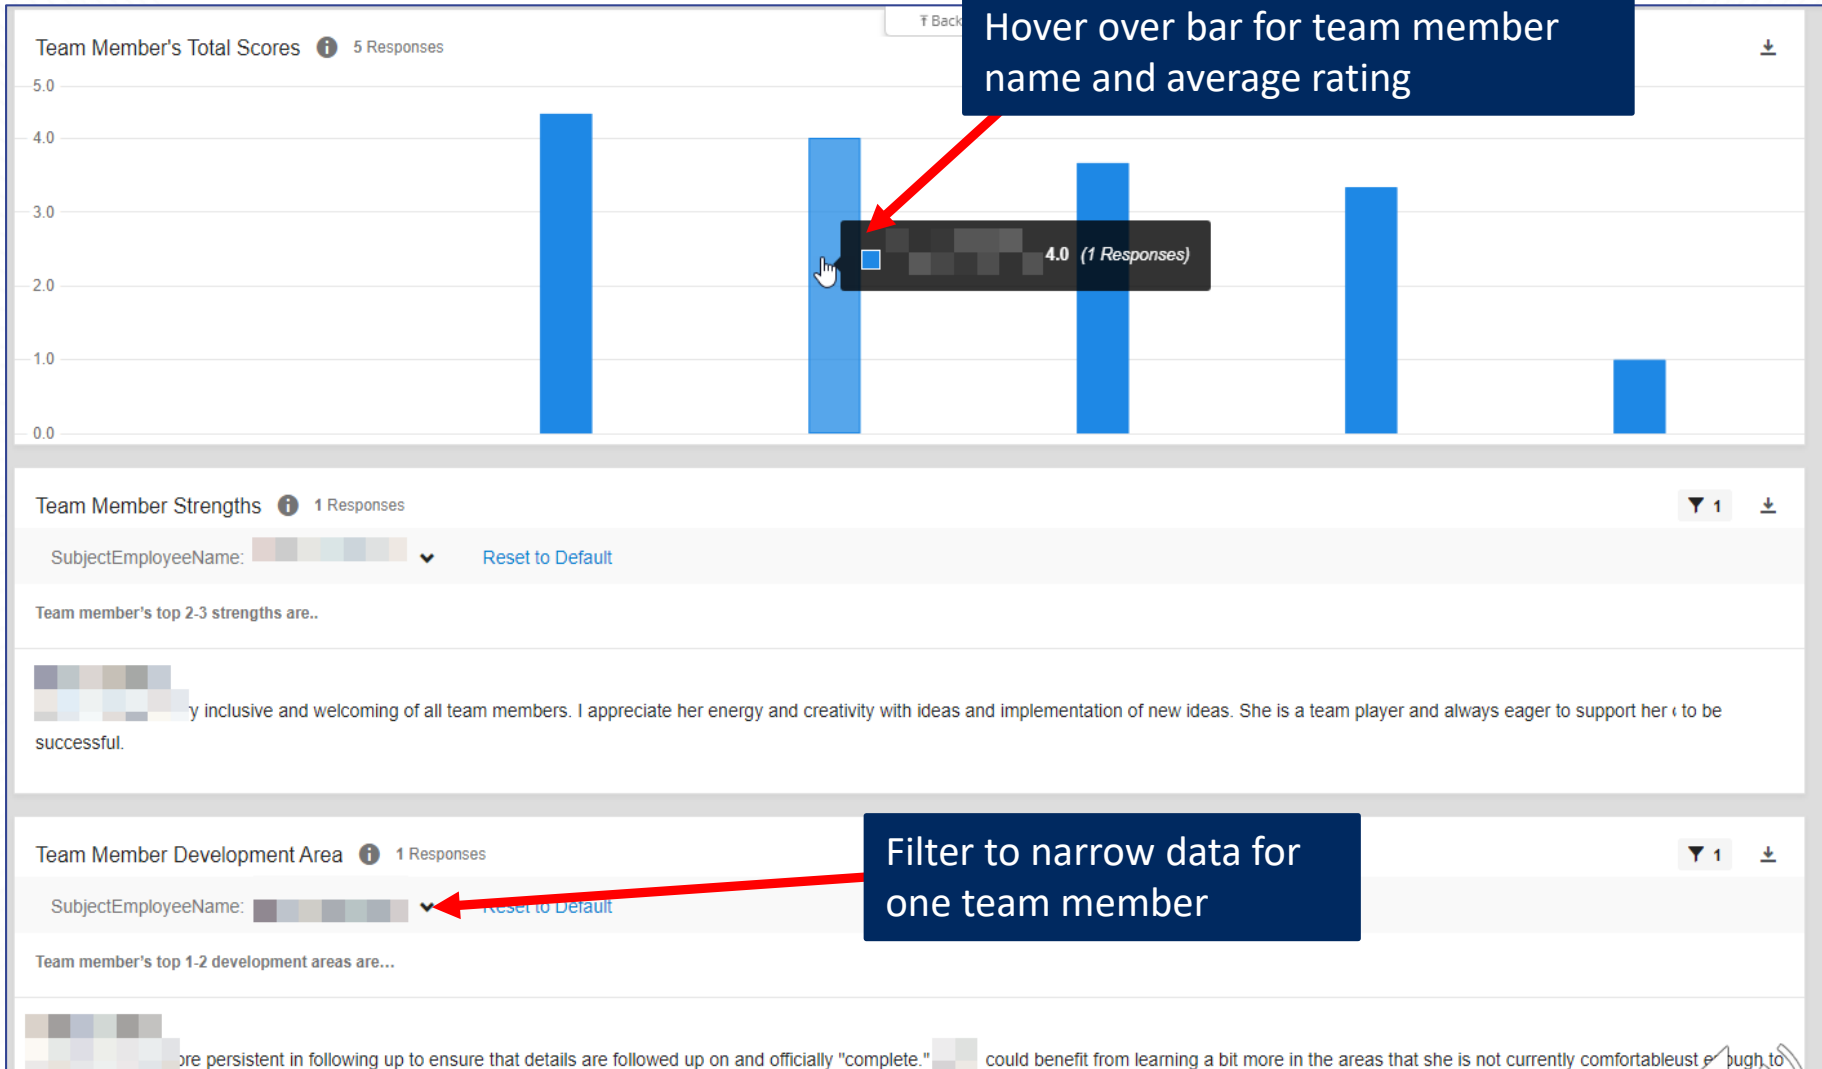 Team Member's Total Scores 5 Responses
Back
Hover over bar for team member
name and average rating
5.0
4.0
3.0
2.0
1.0
0.0
4.0 (1 Responses)
Team Member Strengths 1 Responses
1
SubjectEmployeeName: Reset to Default
Team member's top 2-3 strengths are..
y inclusive and welcoming of all team members. I appreciate her energy and creativity with ideas and implementation of new ideas. She is a team player and always eager to support her to be
successful.
Team Member Development Area 1 Responses
1
Filter to narrow data for
one team member
SubjectEmployeeName: Reset to Default
Team member's top 1-2 development areas are...
ore persistent in following up to ensure that details are followed up on and officially "complete." could benefit from learning a bit more in the areas that she is not currently comfortable to